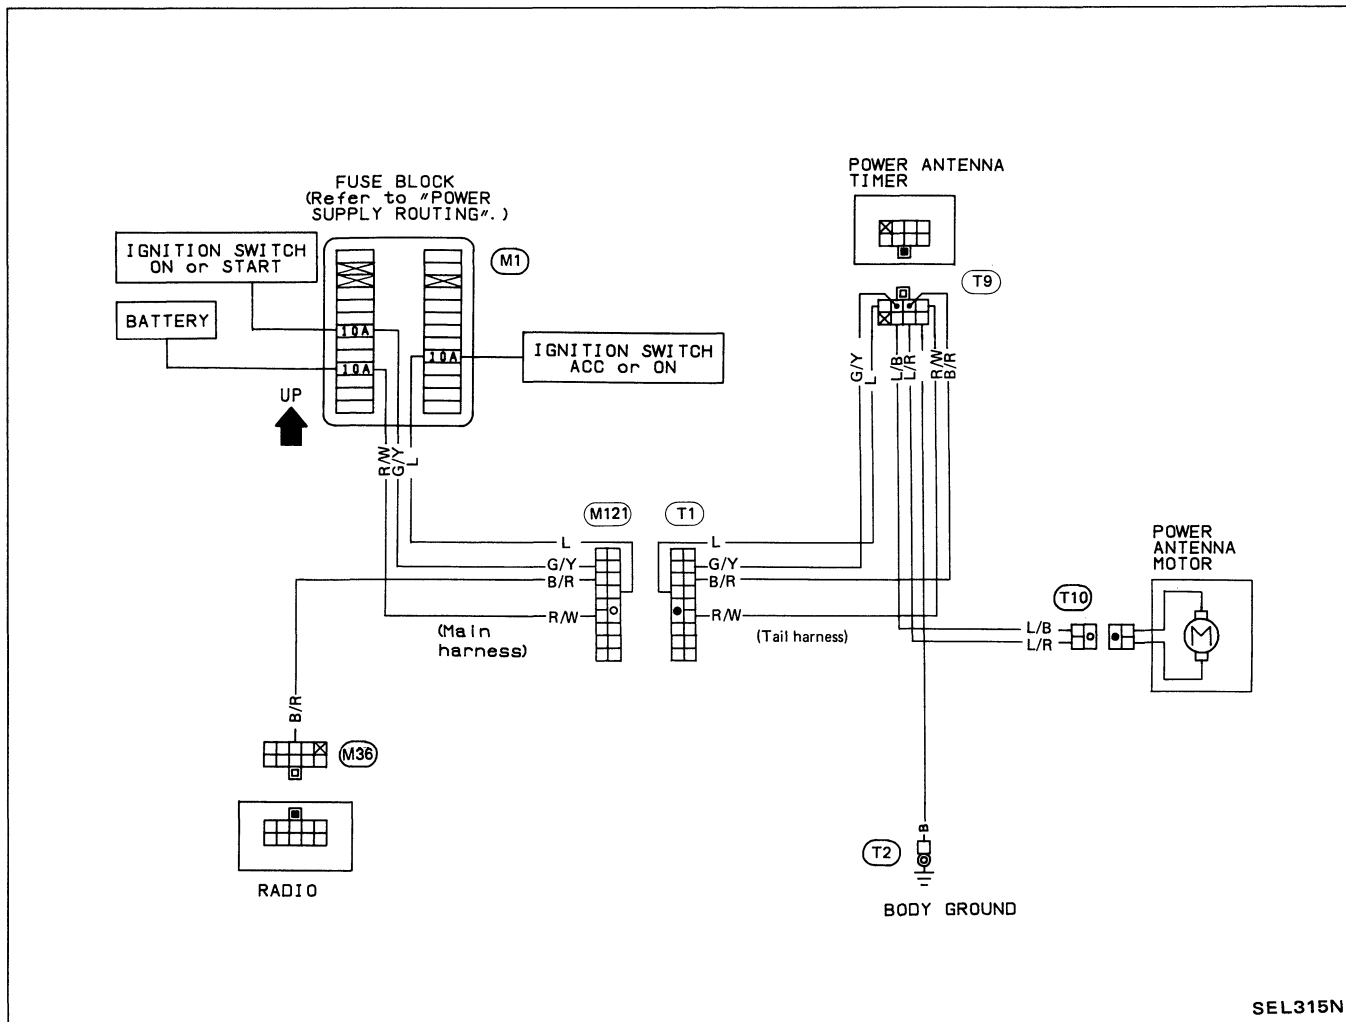 POWER ANTENNA
TIMER
FUSE BLOCK
(Refer to "POWER
SUPPLY ROUTING".)
IGNITION SWITCH
ON or START
M1
T9
BATTERY
10A
10A
10A
IGNITION SWITCH
ACC or ON
UP
G/Y
L
L/B
L/R
R/W
B/R
R/W
G/Y
L
M121
T1
L
G/Y
B/R
R/W
L
G/Y
B/R
R/W
(Main
harness)
(Tail harness)
POWER
ANTENNA
MOTOR
T10
L/B
L/R
M
B/R
M36
RADIO
B
T2
BODY GROUND
SEL315N